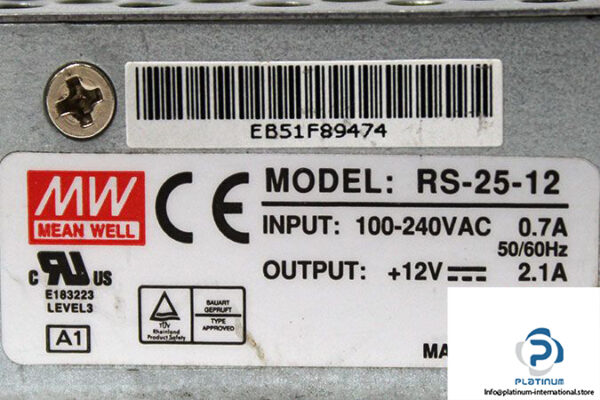 EB51F89474
MW
MEAN WELL
CE
MODEL: RS-25-12
INPUT: 100-240VAC 0.7A
50/60Hz
OUTPUT: +12V 2.1A
c RU US
E183223
LEVEL3
A1
TÜV
Rheinland
Product Safety
BAUART
GEPRÜFT
TYPE
APPROVED
MA
PLATINUM
info@platinum-international.store